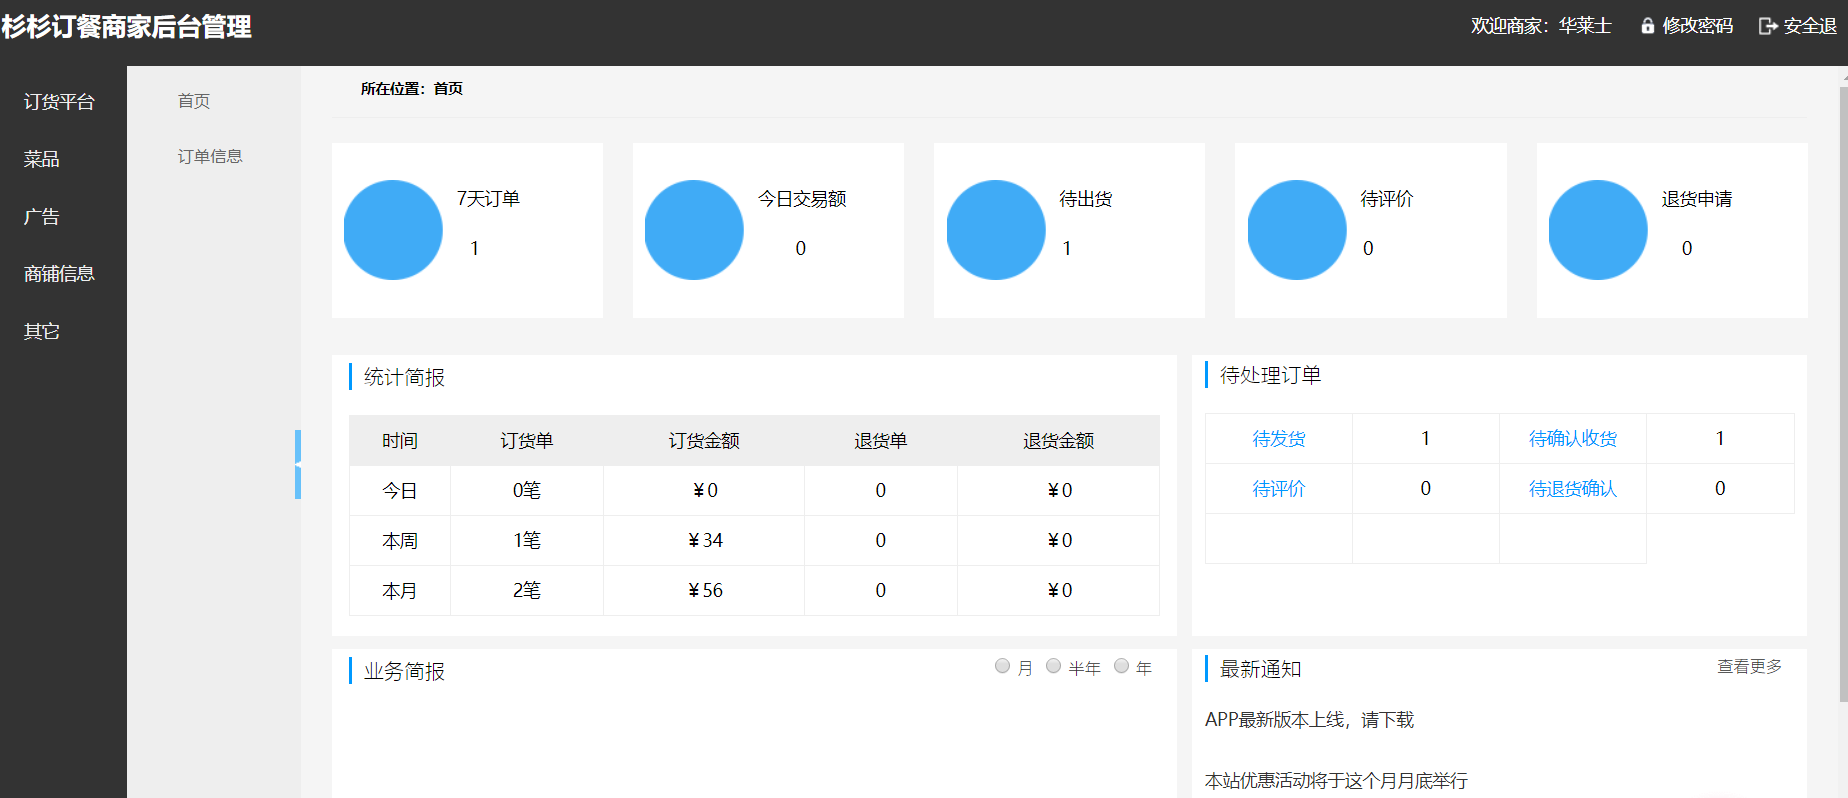 杉杉订餐商家后台管理
欢迎商家：华莱士 修改密码 安全退
订货平台
菜品
广告
商铺信息
其它
首页
订单信息
所在位置：首页
7天订单
1
今日交易额
0
待出货
1
待评价
0
退货申请
0
统计简报
时间 订货单 订货金额 退货单 退货金额
今日 0笔 ¥0 0 ¥0
本周 1笔 ¥34 0 ¥0
本月 2笔 ¥56 0 ¥0
待处理订单
待发货 1 待确认收货 1
待评价 0 待退货确认 0
业务简报 月 半年 年
最新通知 查看更多
APP最新版本上线，请下载
本站优惠活动将于这个月月底举行